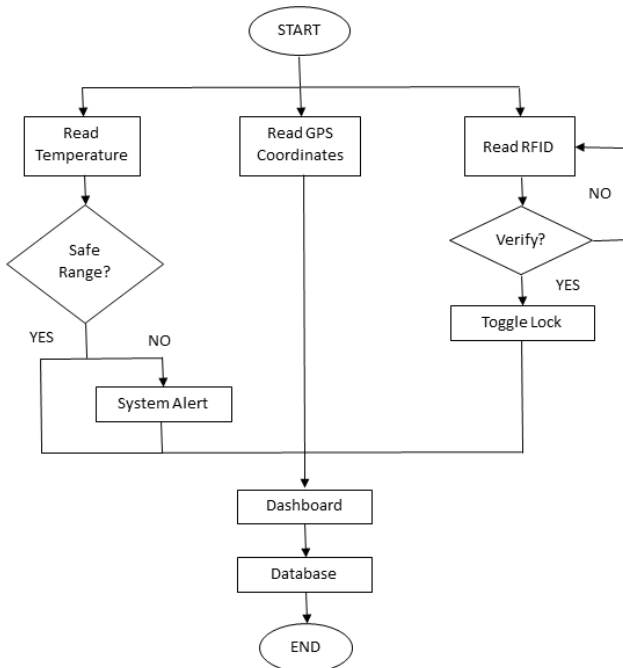 START
Read
Temperature
Read GPS
Coordinates
Read RFID
NO
Safe
Range?
Verify?
YES
Toggle Lock
YES
NO
System Alert
Dashboard
Database
END